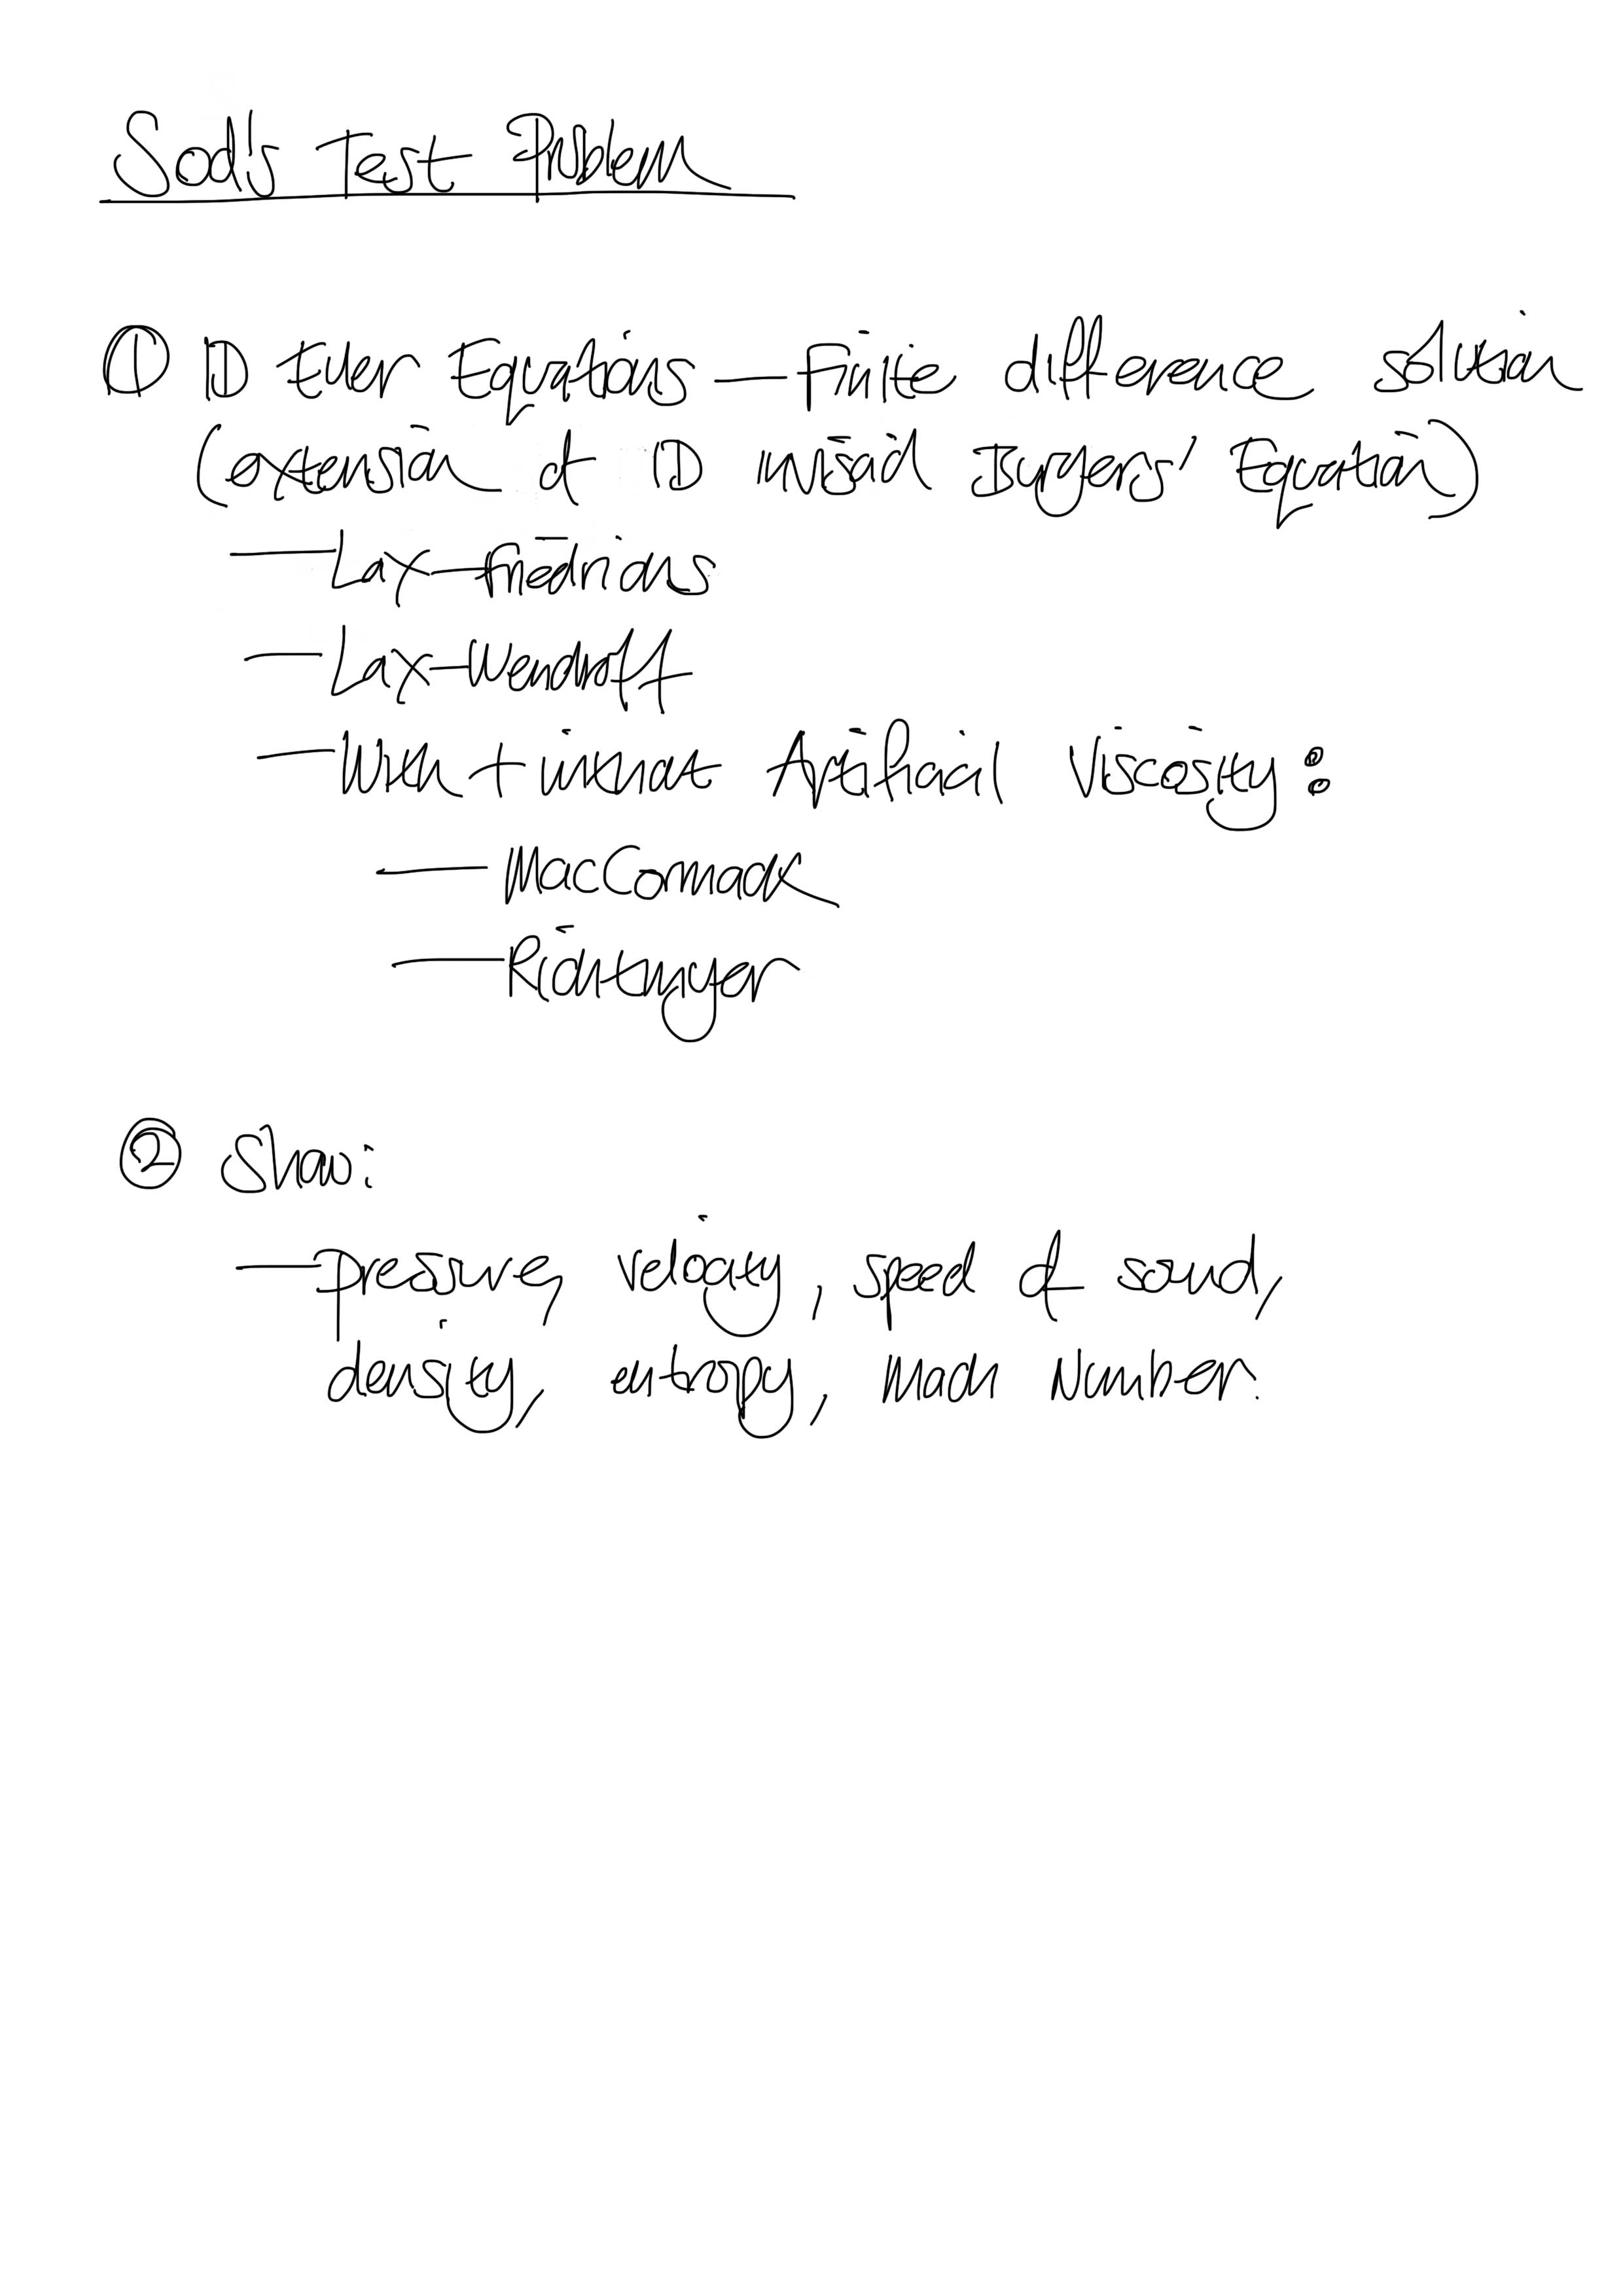 Sod's Test Problem
① 1D Euler Equations — Finite difference solution
(extension of 1D inviscid Burgers' Equation)
— Lax-Friedrichs
— Lax-Wendroff
— With + without Artificial Viscosity:
— MacCormack
— Richtmyer
② Show:
— pressure, velocity, speed of sound,
density, entropy, Mach Number.